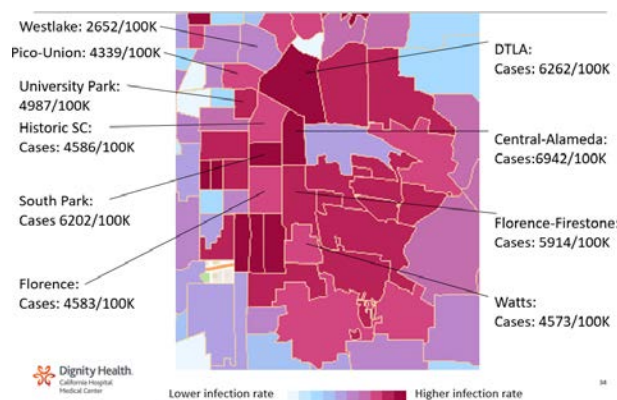 Westlake: 2652/100K
Pico-Union: 4339/100K
University Park:
4987/100K
Historic SC:
Cases: 4586/100K
South Park:
Cases 6202/100K
Florence:
Cases: 4583/100K
DTLA:
Cases: 6262/100K
Central-Alameda:
Cases:6942/100K
Florence-Firestone:
Cases: 5914/100K
Watts:
Cases: 4573/100K
Dignity Health.
California Hospital
Medical Center
Lower infection rate
Higher infection rate